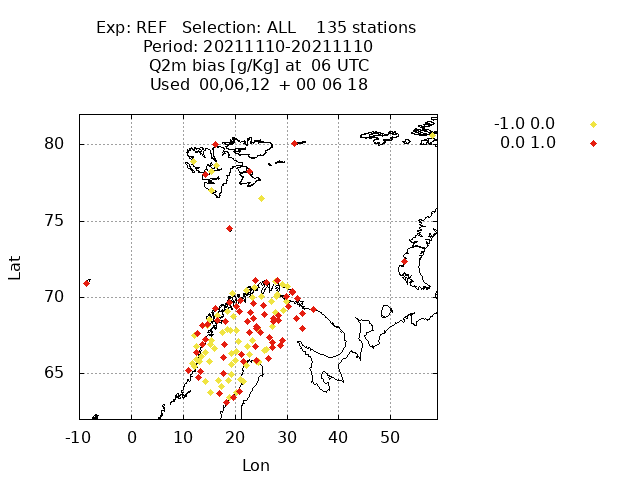 Exp: REF Selection: ALL 135 stations
Period: 20211110-20211110
Q2m bias [g/Kg] at 06 UTC
Used 00,06,12 + 00 06 18
-1.0 0.0
0.0 1.0
80
75
70
65
Lat
-10 0 10 20 30 40 50
Lon